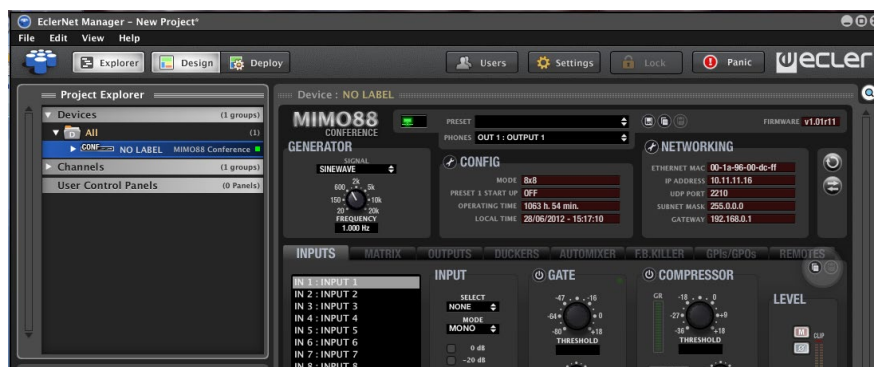 EclerNet Manager - New Project*
File Edit View Help
Explorer Design Deploy Users Settings Lock Panic ecler
Project Explorer
Devices (1 groups)
All (1)
CONF NO LABEL MIMO88 Conference
Channels (1 groups)
User Control Panels (0 Panels)
Device : NO LABEL
MIMO88
CONFERENCE
PRESET
PHONES OUT 1 : OUTPUT 1
FIRMWARE v1.01r11
GENERATOR
SIGNAL
SINEWAVE
2k
600 5k
150 10k
20 20k
FREQUENCY
1.000 Hz
CONFIG
MODE 8x8
PRESET 1 START UP OFF
OPERATING TIME 1063 h. 54 min.
LOCAL TIME 28/06/2012 - 15:17:10
NETWORKING
ETHERNET MAC 00-1a-96-00-dc-ff
IP ADDRESS 10.11.11.16
UDP PORT 2210
SUBNET MASK 255.0.0.0
GATEWAY 192.168.0.1
INPUTS MATRIX OUTPUTS DUCKERS AUTOMIXER F.B.KILLER GPIs/GPOs REMOTES
IN 1 : INPUT 1
IN 2 : INPUT 2
IN 3 : INPUT 3
IN 4 : INPUT 4
IN 5 : INPUT 5
IN 6 : INPUT 6
IN 7 : INPUT 7
IN 8 : INPUT 8
INPUT
SELECT
NONE
MODE
MONO
0 dB
-20 dB
GATE
-47 -16
-64 0
-80 +18
THRESHOLD
COMPRESSOR
GR -18 0
-27 +9
-36 +18
THRESHOLD
LEVEL
M CLIP